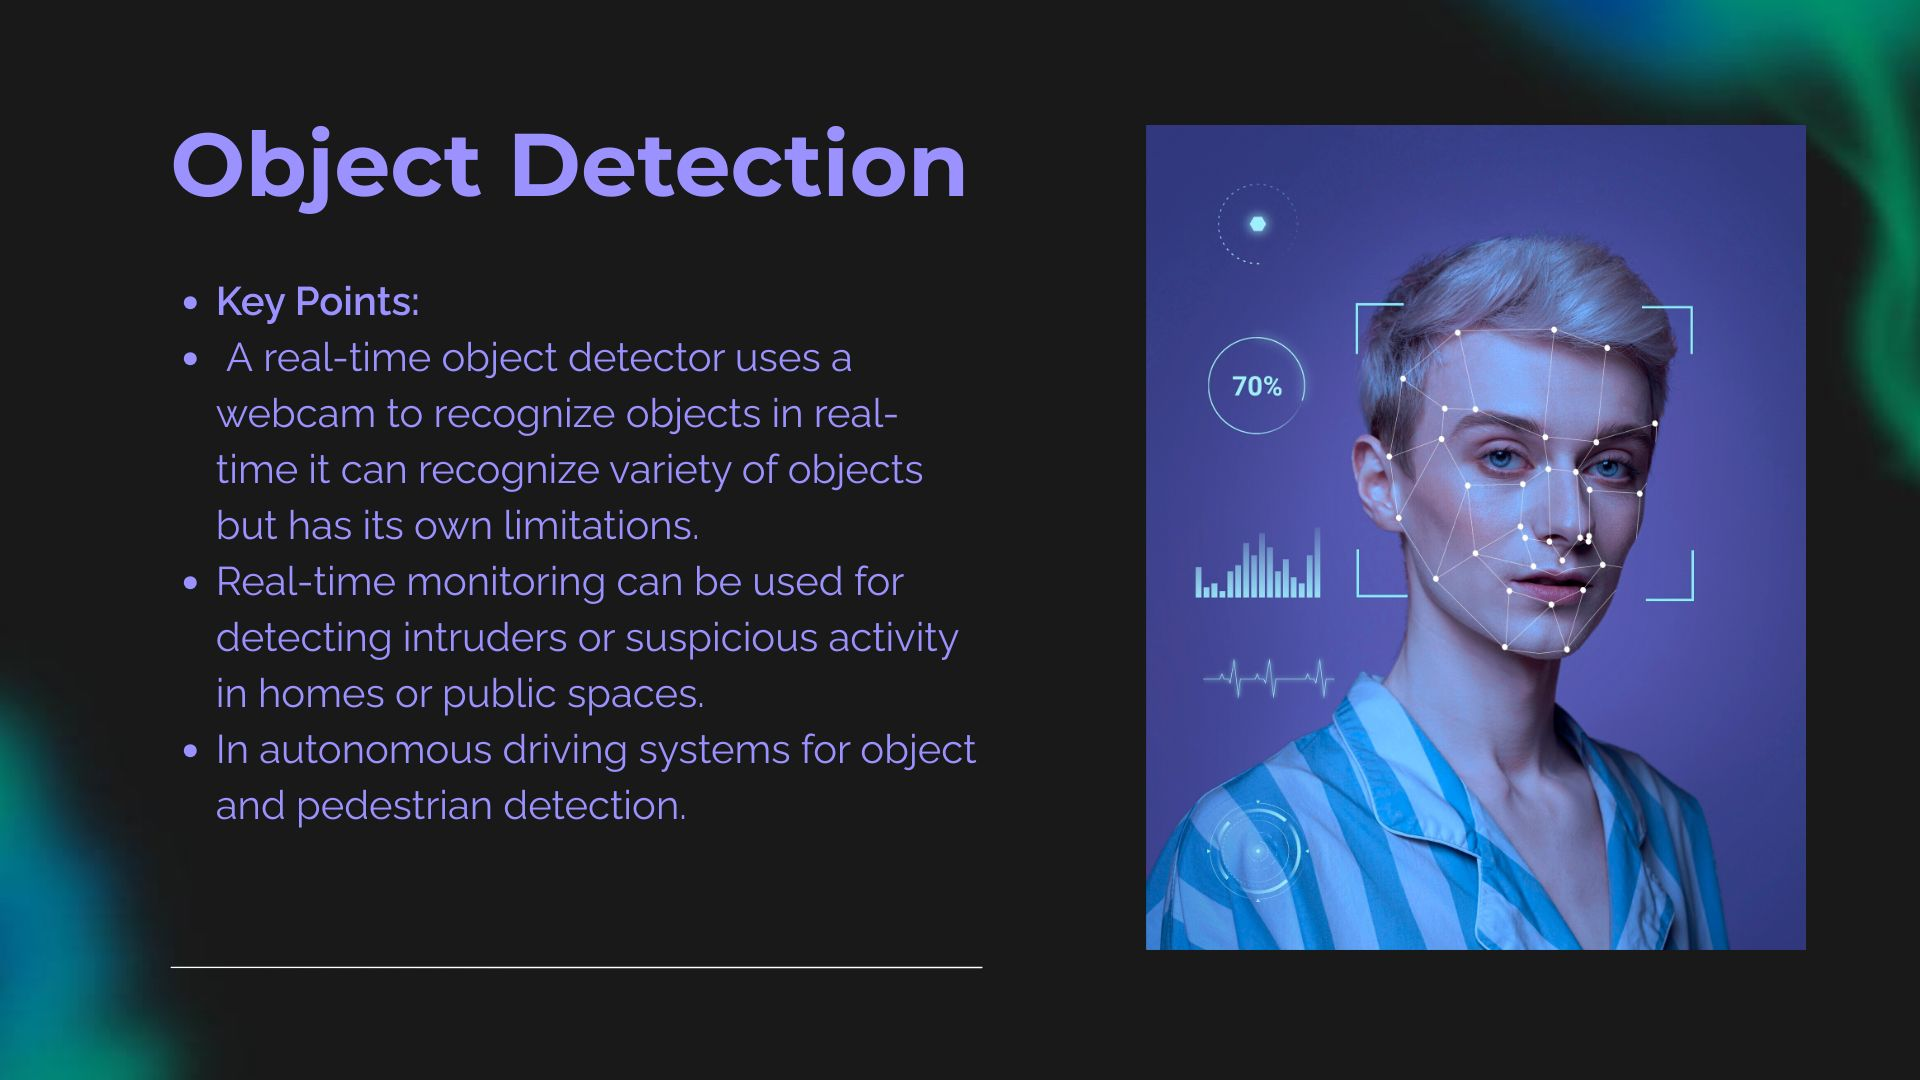 Object Detection
Key Points:
A real-time object detector uses a
webcam to recognize objects in real-
time it can recognize variety of objects
but has its own limitations.
Real-time monitoring can be used for
detecting intruders or suspicious activity
in homes or public spaces.
In autonomous driving systems for object
and pedestrian detection.
70%